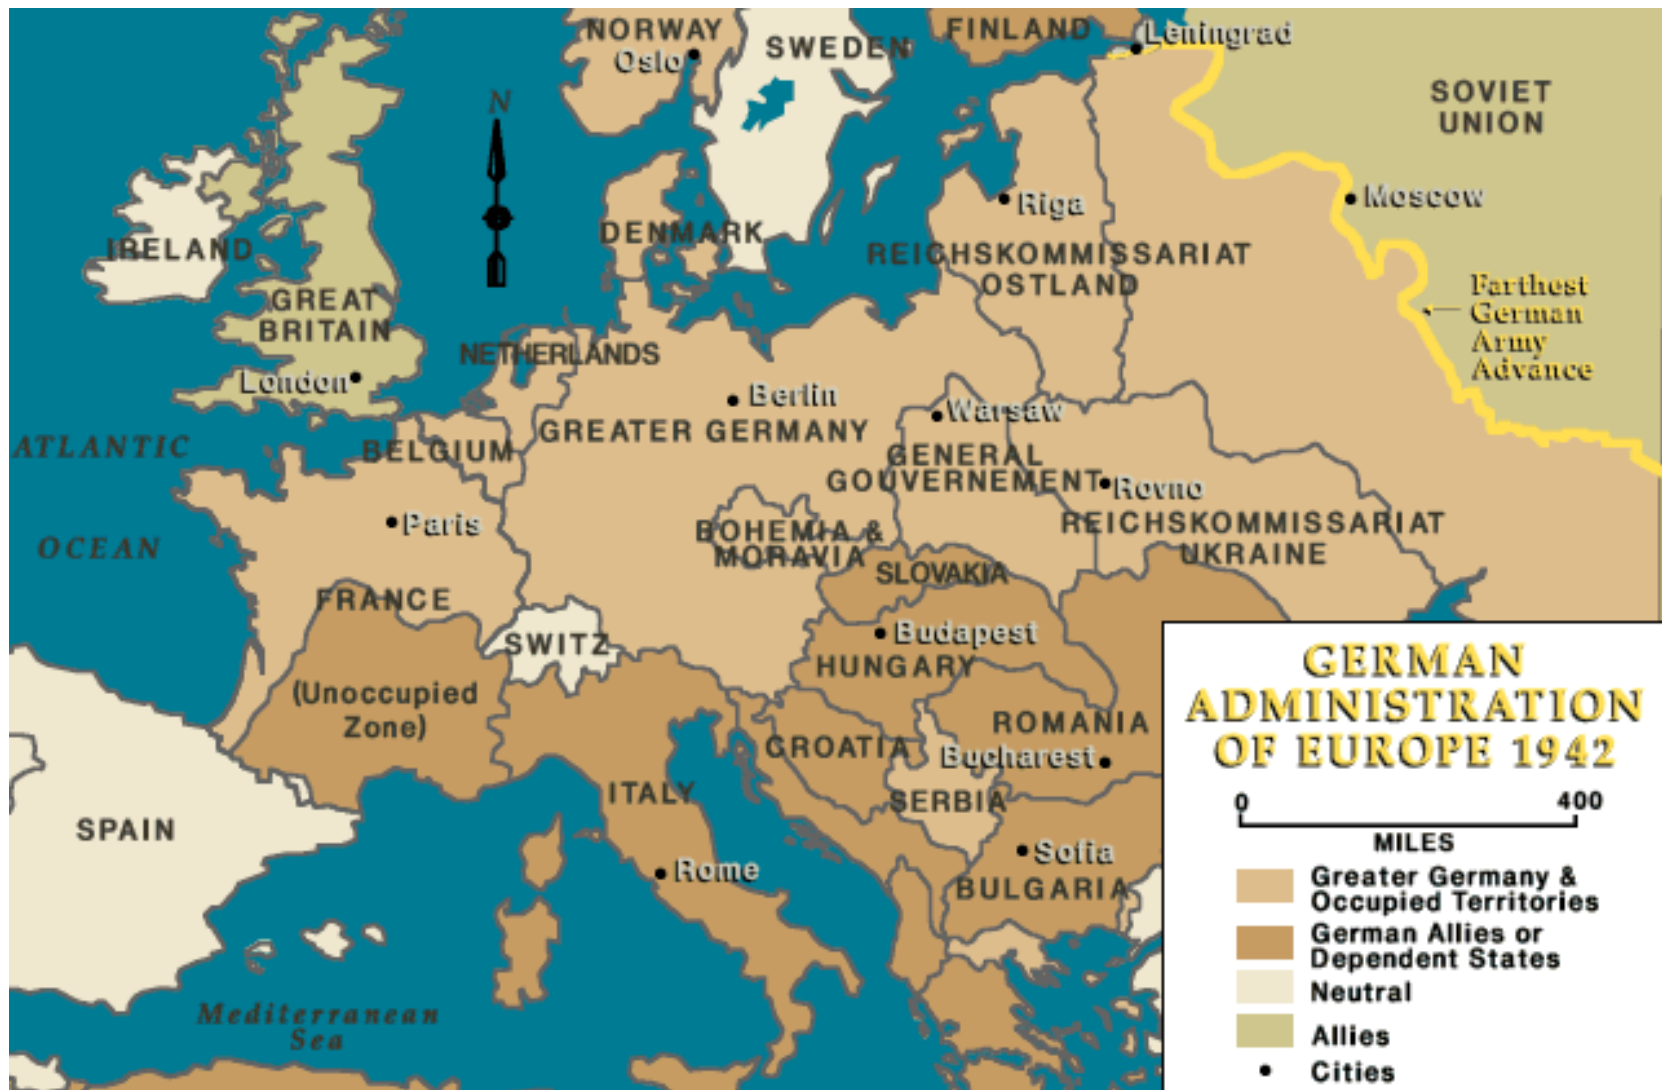 NORWAY
Oslo
SWEDEN
FINLAND
Leningrad
SOVIET
UNION
N
Riga
Moscow
IRELAND
DENMARK
REICHSKOMMISSARIAT
OSTLAND
GREAT
BRITAIN
Farthest
German
Army
Advance
NETHERLANDS
London
Berlin
Warsaw
ATLANTIC
OCEAN
BELGIUM
GREATER GERMANY
GENERAL
GOUVERNEMENT
Rovno
Paris
BOHEMIA &
MORAVIA
REICHSKOMMISSARIAT
UKRAINE
SLOVAKIA
FRANCE
SWITZ
Budapest
HUNGARY
(Unoccupied
Zone)
ROMANIA
CROATIA
Bucharest
ITALY
SERBIA
SPAIN
Rome
Sofia
BULGARIA
Mediterranean
Sea
GERMAN
ADMINISTRATION
OF EUROPE 1942
0 400
MILES
Greater Germany &
Occupied Territories
German Allies or
Dependent States
Neutral
Allies
Cities